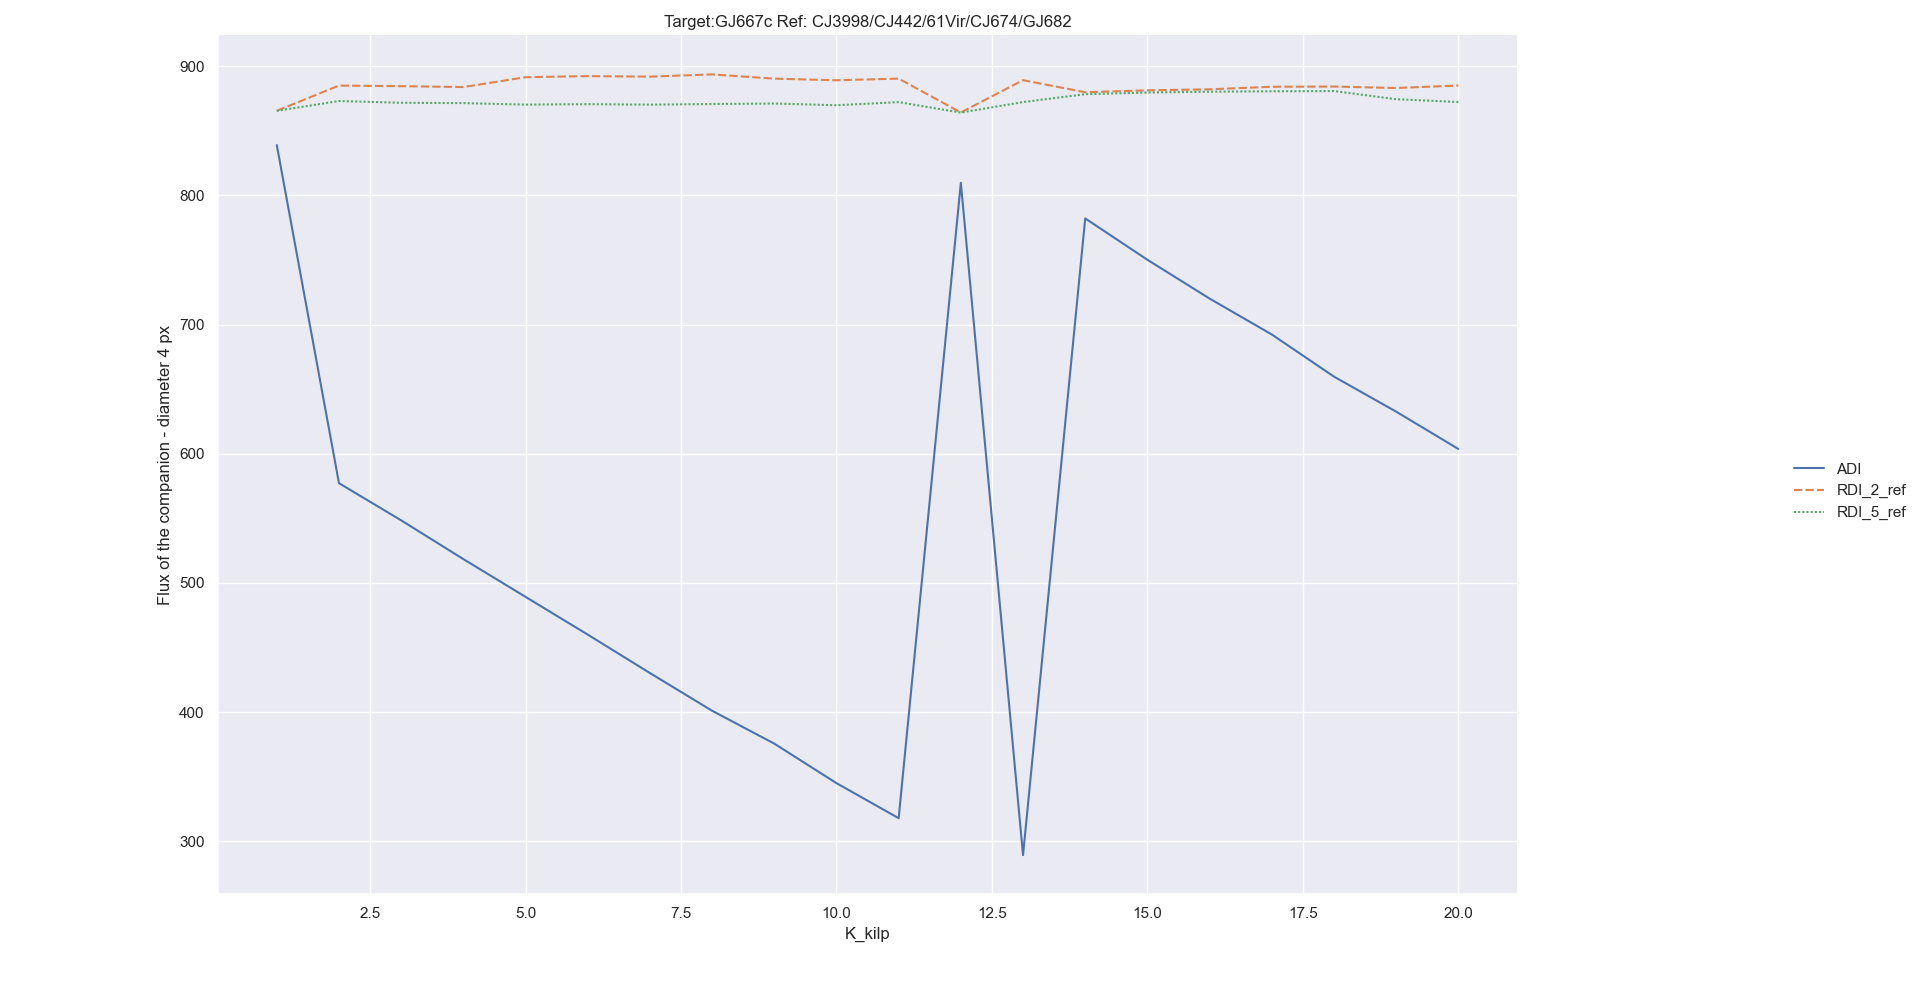 Target:GJ667c Ref: CJ3998/CJ442/61Vir/CJ674/GJ682
900
800
700
600
500
400
300
Flux of the companion - diameter 4 px
2.5 5.0 7.5 10.0 12.5 15.0 17.5 20.0
K_kilp
ADI
RDI_2_ref
RDI_5_ref